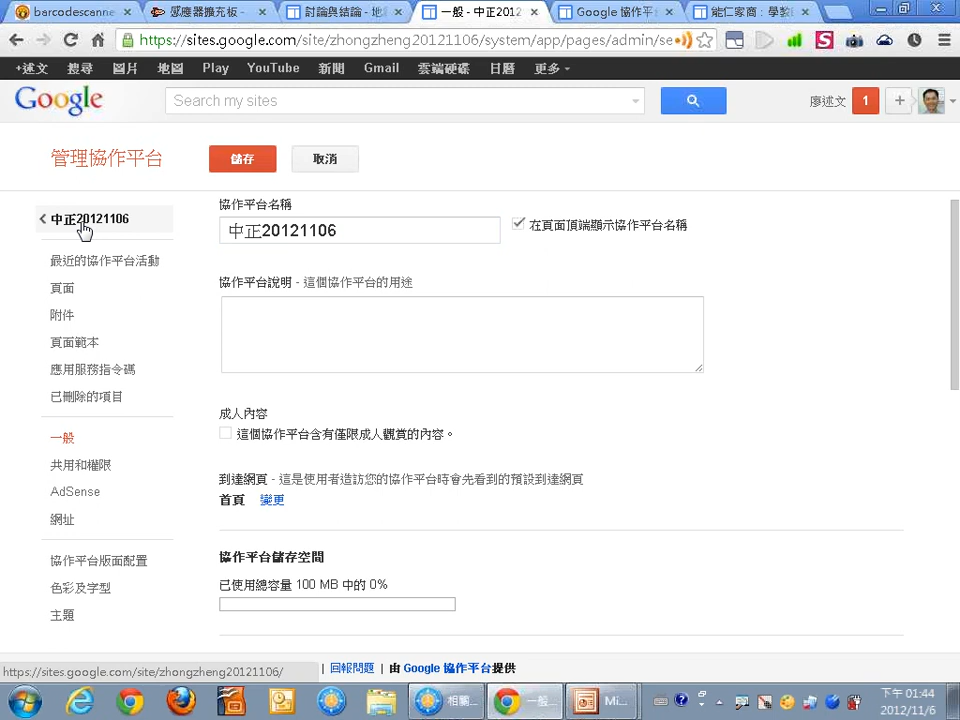 barcodescanne
感應器擴充板 -
討論與結論 - 地
一般 - 中正2012
Google 協作平
能仁家商：學教
https://sites.google.com/site/zhongzheng20121106/system/app/pages/admin/se
+述文 搜尋 圖片 地圖 Play YouTube 新聞 Gmail 雲端硬碟 日曆 更多
Google
Search my sites
廖述文 1 +
管理協作平台
儲存
取消
中正20121106
最近的協作平台活動
頁面
附件
頁面範本
應用服務指令碼
已刪除的項目
一般
共用和權限
AdSense
網址
協作平台版面配置
色彩及字型
主題
協作平台名稱
中正20121106
在頁面頂端顯示協作平台名稱
協作平台說明 - 這個協作平台的用途
成人內容
這個協作平台含有僅限成人觀賞的內容。
到達網頁 - 這是使用者造訪您的協作平台時會先看到的預設到達網頁
首頁 變更
協作平台儲存空間
已使用總容量 100 MB 中的 0%
https://sites.google.com/site/zhongzheng20121106/
| 回報問題 | 由 Google 協作平台提供
相關...
一般...
Mi...
下午 01:44
2012/11/6